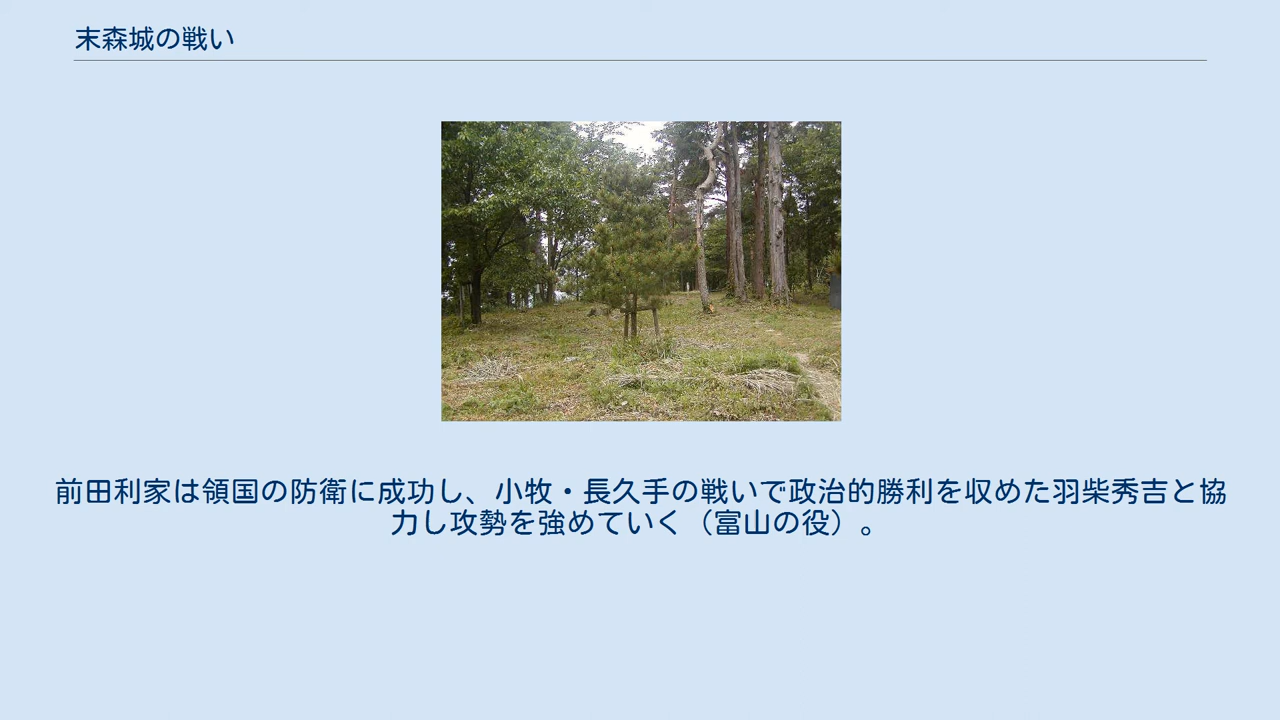 末森城の戦い
前田利家は領国の防衛に成功し、小牧・長久手の戦いで政治的勝利を収めた羽柴秀吉と協
力し攻勢を強めていく（富山の役）。